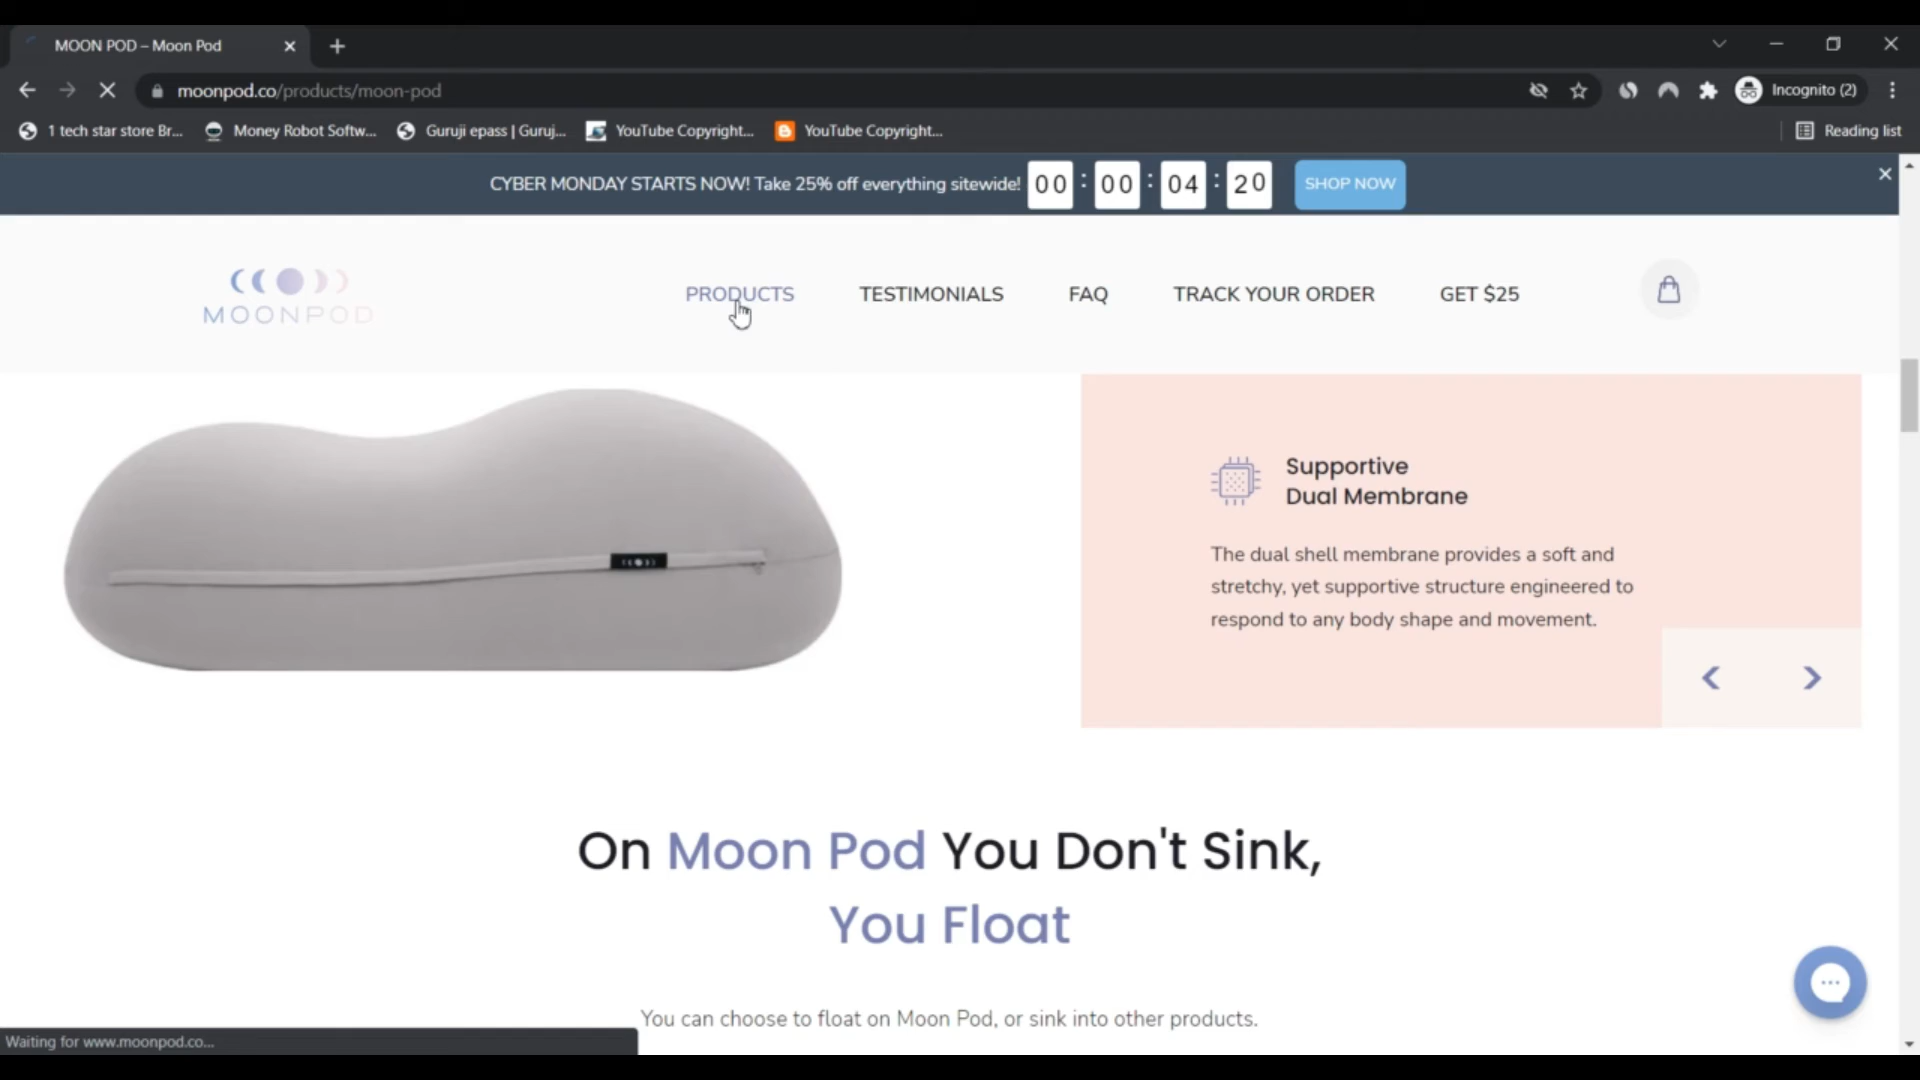 MOON POD – Moon Pod
moonpod.co/products/moon-pod
Incognito (2)
1 tech star store Br...
Money Robot Softw...
Guruji epass | Guruj...
YouTube Copyright...
YouTube Copyright...
Reading list
CYBER MONDAY STARTS NOW! Take 25% off everything sitewide! 00 : 00 : 04 : 20 SHOP NOW
MOONPOD
PRODUCTS
TESTIMONIALS
FAQ
TRACK YOUR ORDER
GET $25
Supportive
Dual Membrane
The dual shell membrane provides a soft and
stretchy, yet supportive structure engineered to
respond to any body shape and movement.
On Moon Pod You Don't Sink,
You Float
You can choose to float on Moon Pod, or sink into other products.
Waiting for www.moonpod.co...